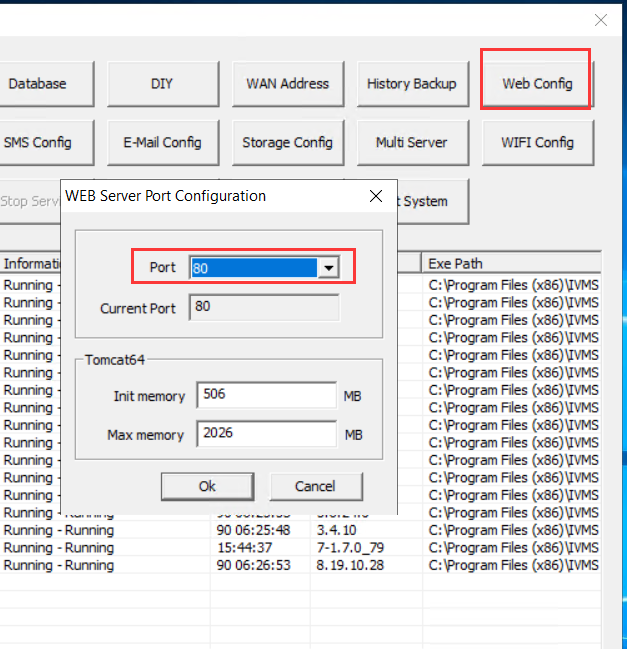 Database DIY WAN Address History Backup Web Config
SMS Config E-Mail Config Storage Config Multi Server WIFI Config
Stop Serv System
WEB Server Port Configuration
Port 80
Current Port 80
Tomcat64
Init memory 506 MB
Max memory 2026 MB
Ok Cancel
Informati Exe Path
Running - C:\Program Files (x86)\IVMS
Running - C:\Program Files (x86)\IVMS
Running - C:\Program Files (x86)\IVMS
Running - C:\Program Files (x86)\IVMS
Running - C:\Program Files (x86)\IVMS
Running - C:\Program Files (x86)\IVMS
Running - C:\Program Files (x86)\IVMS
Running - C:\Program Files (x86)\IVMS
Running - C:\Program Files (x86)\IVMS
Running - C:\Program Files (x86)\IVMS
Running - C:\Program Files (x86)\IVMS
Running - C:\Program Files (x86)\IVMS
Running - C:\Program Files (x86)\IVMS
Running - Running C:\Program Files (x86)\IVMS
Running - Running 90 06:25:48 3.4.10 C:\Program Files (x86)\IVMS
Running - Running 15:44:37 7-1.7.0_79 C:\Program Files (x86)\IVMS
Running - Running 90 06:26:53 8.19.10.28 C:\Program Files (x86)\IVMS